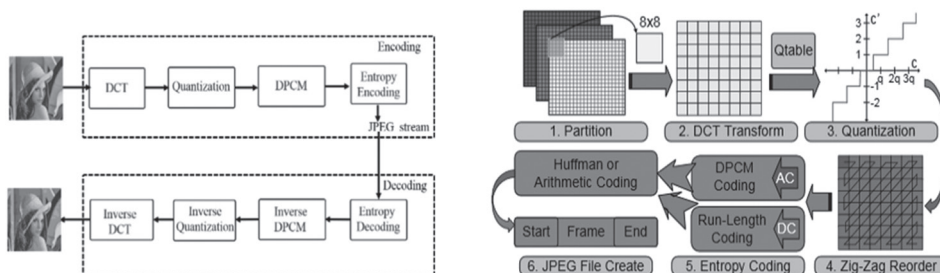 Encoding
DCT
Quantization
DPCM
Entropy
Encoding
JPEG stream
Decoding
Inverse
DCT
Inverse
Quantization
Inverse
DPCM
Entropy
Decoding
8x8
Qtable
3
2
1
C'
C
q 2q 3q
-1
-2
1. Partition
2. DCT Transform
3. Quantization
Huffman or
Arithmetic Coding
DPCM
Coding
AC
Run-Length
Coding
DC
Start
Frame
End
6. JPEG File Create
5. Entropy Coding
4. Zig-Zag Reorder